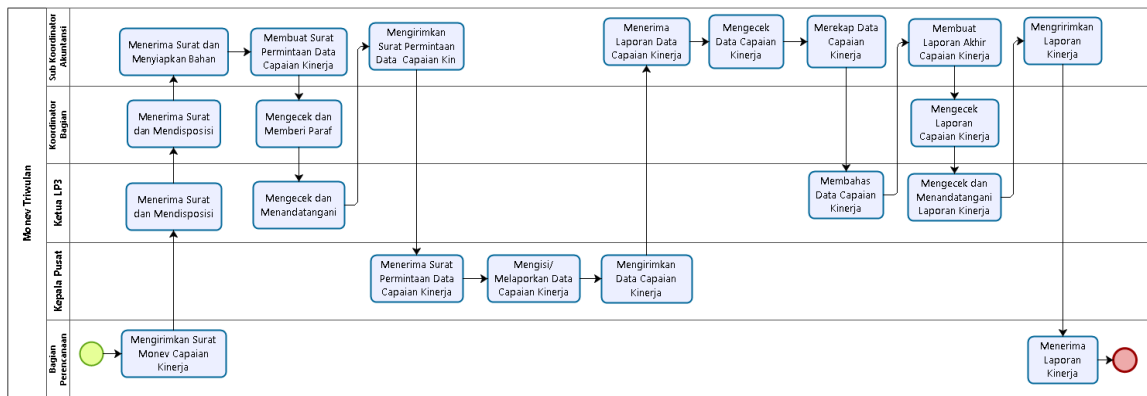 Monev Triwulan
Sub Koordinator
Akuntansi
Menerima Surat dan
Menyiapkan Bahan
Membuat Surat
Permintaan Data
Capaian Kinerja
Mengirimkan
Surat Permintaan
Data Capaian Kin
Menerima
Laporan Data
Capaian Kinerja
Mengecek
Data Capaian
Kinerja
Merekap Data
Capaian
Kinerja
Membuat
Laporan Akhir
Capaian Kinerja
Mengririmkan
Laporan
Kinerja
Koordinator
Bagian
Menerima Surat
dan Mendisposisi
Mengecek dan
Memberi Paraf
Mengecek
Laporan
Capaian Kinerja
Ketua LP3
Menerima Surat
dan Mendisposisi
Mengecek dan
Menandatangani
Membahas
Data Capaian
Kinerja
Mengecek dan
Menandatangani
Laporan Kinerja
Kepala Pusat
Menerima Surat
Permintaan Data
Capaian Kinerja
Mengisi/
Melaporkan Data
Capaian Kinerja
Mengirimkan
Data Capaian
Kinerja
Bagian
Perencanaan
Mengirimkan Surat
Monev Capaian
Kinerja
Menerima
Laporan
Kinerja